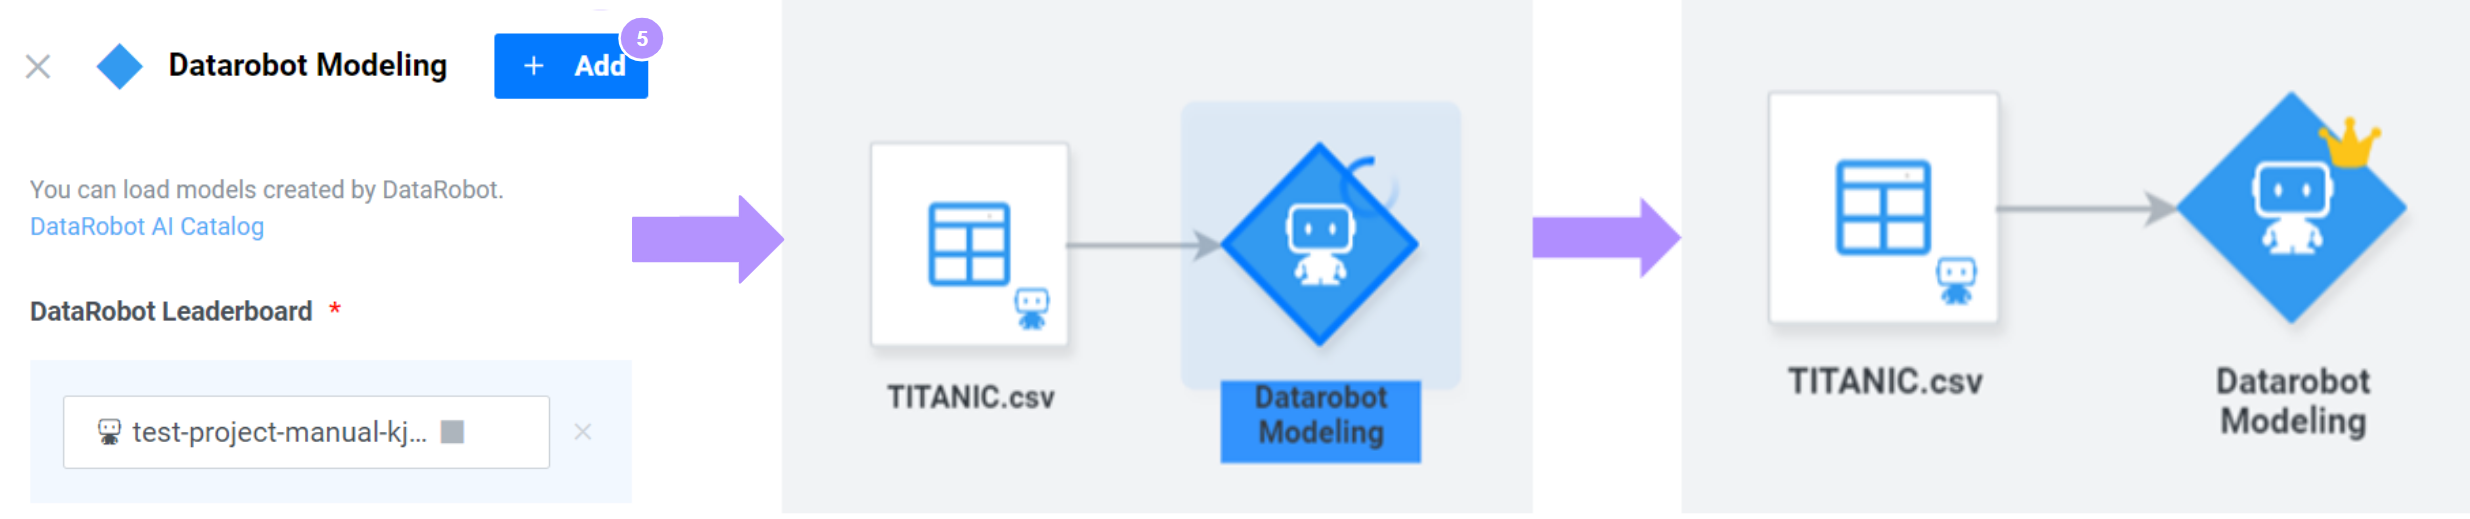 Datarobot Modeling
+ Add
5
You can load models created by DataRobot.
DataRobot AI Catalog
DataRobot Leaderboard *
test-project-manual-kj...
TITANIC.csv
Datarobot
Modeling
TITANIC.csv
Datarobot
Modeling